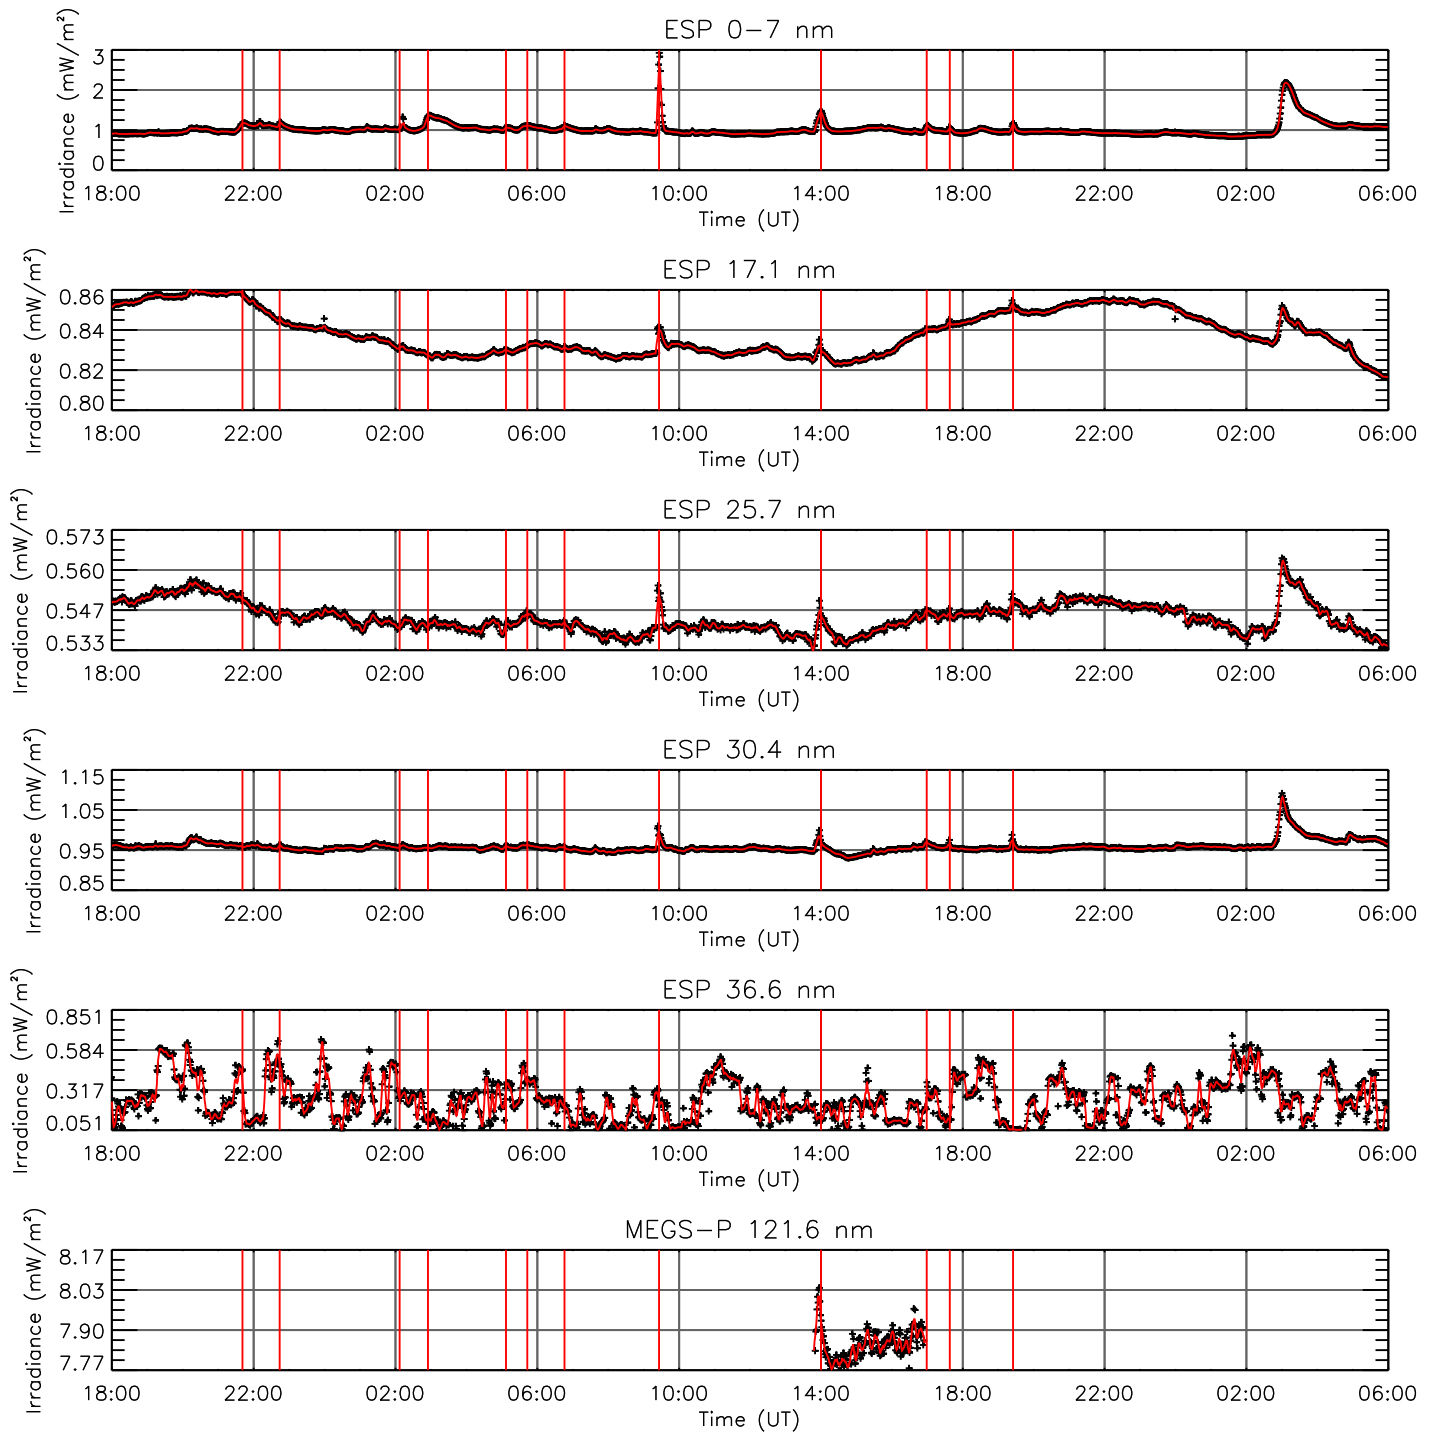 ESP 0-7 nm
Irradiance (mW/m²)
3
2
1
0
18:00 22:00 02:00 06:00 10:00 14:00 18:00 22:00 02:00 06:00
Time (UT)
ESP 17.1 nm
Irradiance (mW/m²)
0.86
0.84
0.82
0.80
18:00 22:00 02:00 06:00 10:00 14:00 18:00 22:00 02:00 06:00
Time (UT)
ESP 25.7 nm
Irradiance (mW/m²)
0.573
0.560
0.547
0.533
18:00 22:00 02:00 06:00 10:00 14:00 18:00 22:00 02:00 06:00
Time (UT)
ESP 30.4 nm
Irradiance (mW/m²)
1.15
1.05
0.95
0.85
18:00 22:00 02:00 06:00 10:00 14:00 18:00 22:00 02:00 06:00
Time (UT)
ESP 36.6 nm
Irradiance (mW/m²)
0.851
0.584
0.317
0.051
18:00 22:00 02:00 06:00 10:00 14:00 18:00 22:00 02:00 06:00
Time (UT)
MEGS-P 121.6 nm
Irradiance (mW/m²)
8.17
8.03
7.90
7.77
18:00 22:00 02:00 06:00 10:00 14:00 18:00 22:00 02:00 06:00
Time (UT)